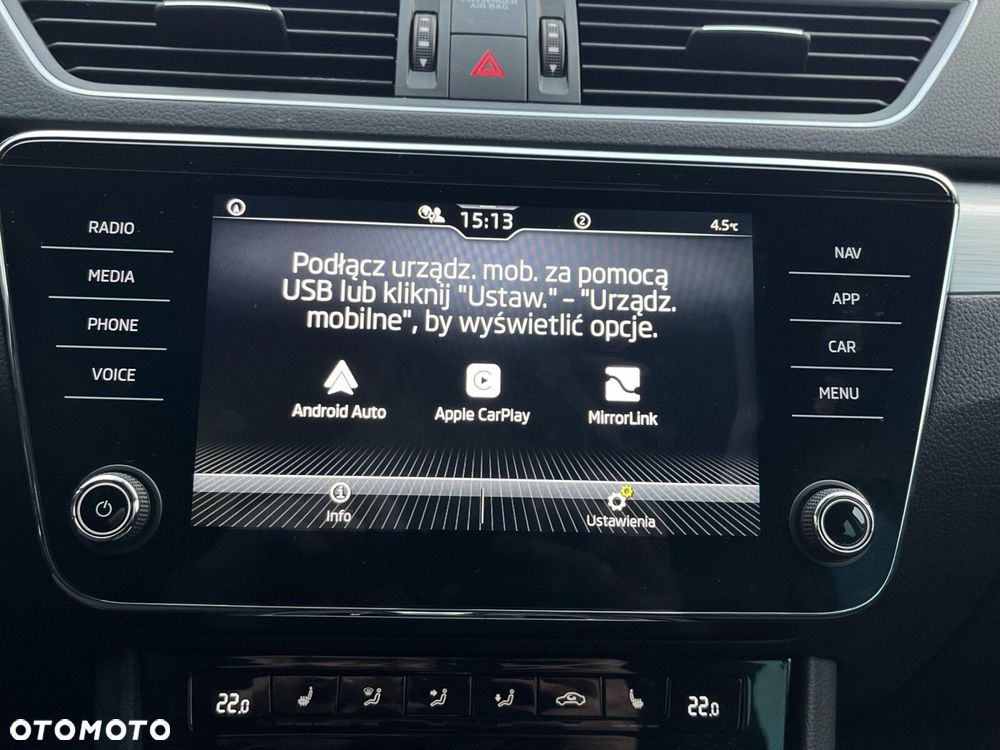 PASSENGER
AIR BAG
15:13
2
4.5°C
RADIO
MEDIA
PHONE
VOICE
Podłącz urządz. mob. za pomocą
USB lub kliknij "Ustaw." – "Urządz.
mobilne", by wyświetlić opcje.
Android Auto
Apple CarPlay
MirrorLink
Info
Ustawienia
NAV
APP
CAR
MENU
22.0
22.0
OTOMOTO